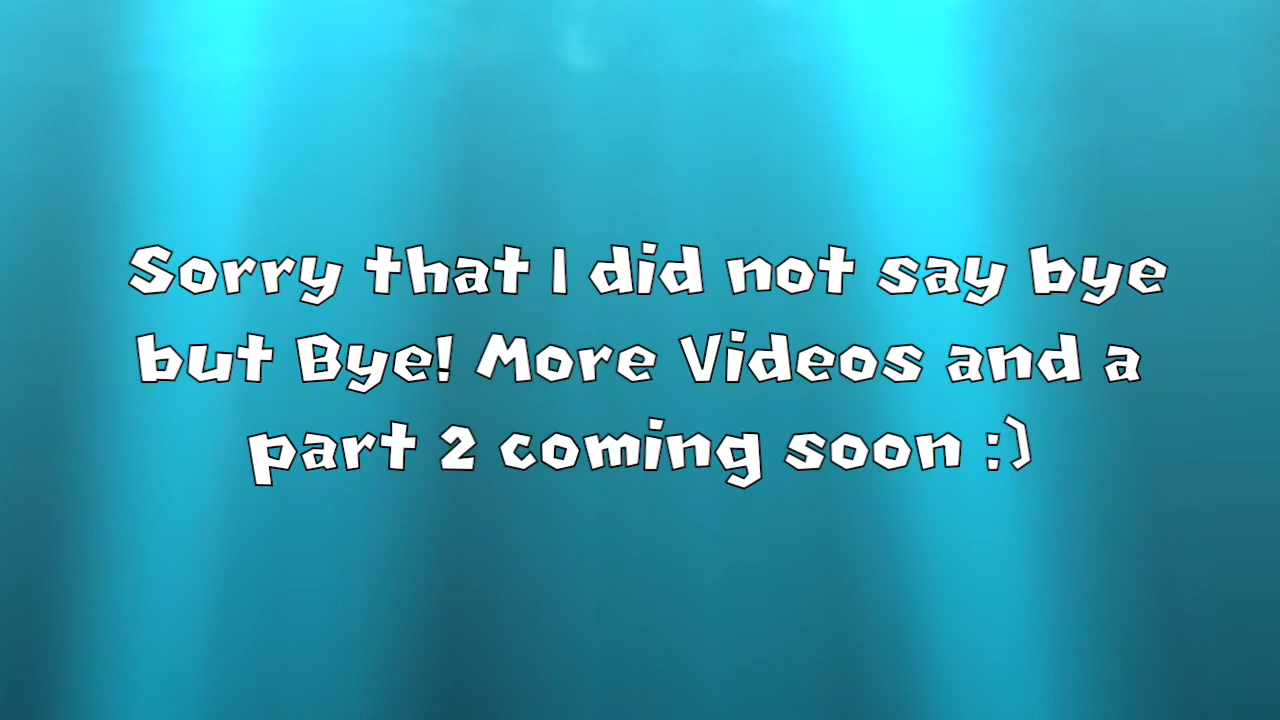 Sorry that I did not say bye
but Bye! More Videos and a
part 2 coming soon :)